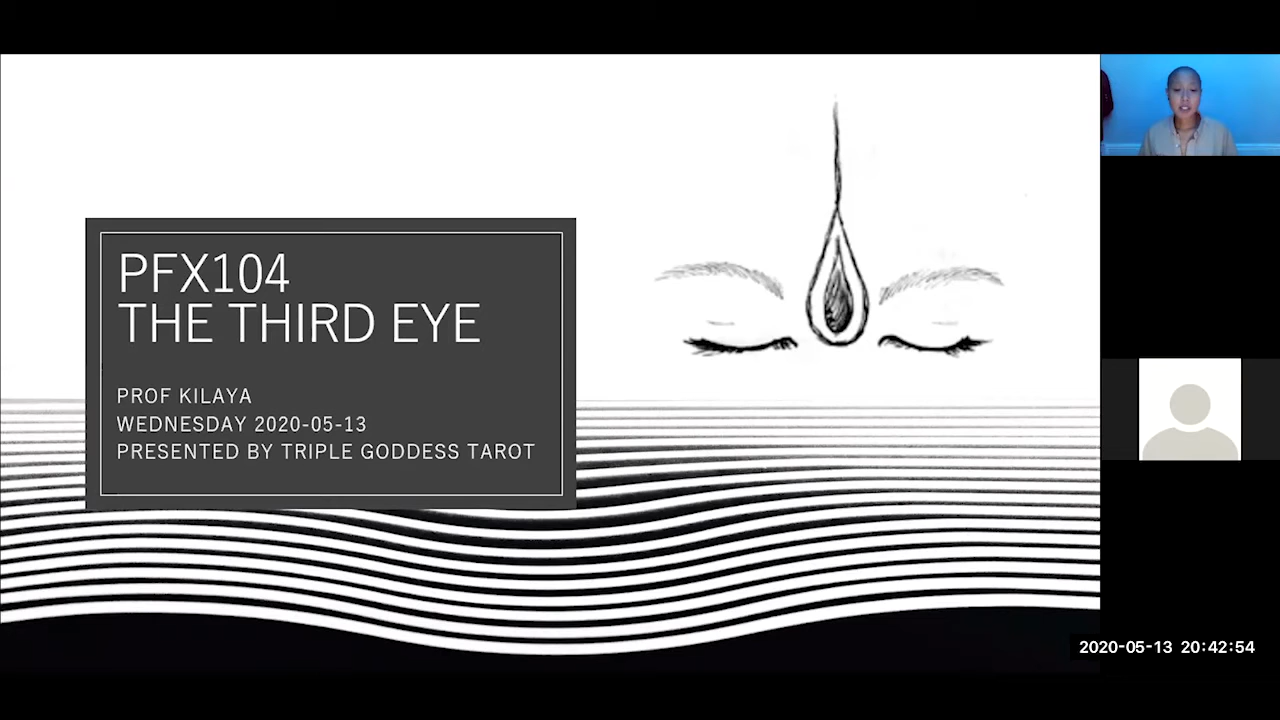 PFX104
THE THIRD EYE
PROF KILAYA
WEDNESDAY 2020-05-13
PRESENTED BY TRIPLE GODDESS TAROT
2020-05-13 20:42:54